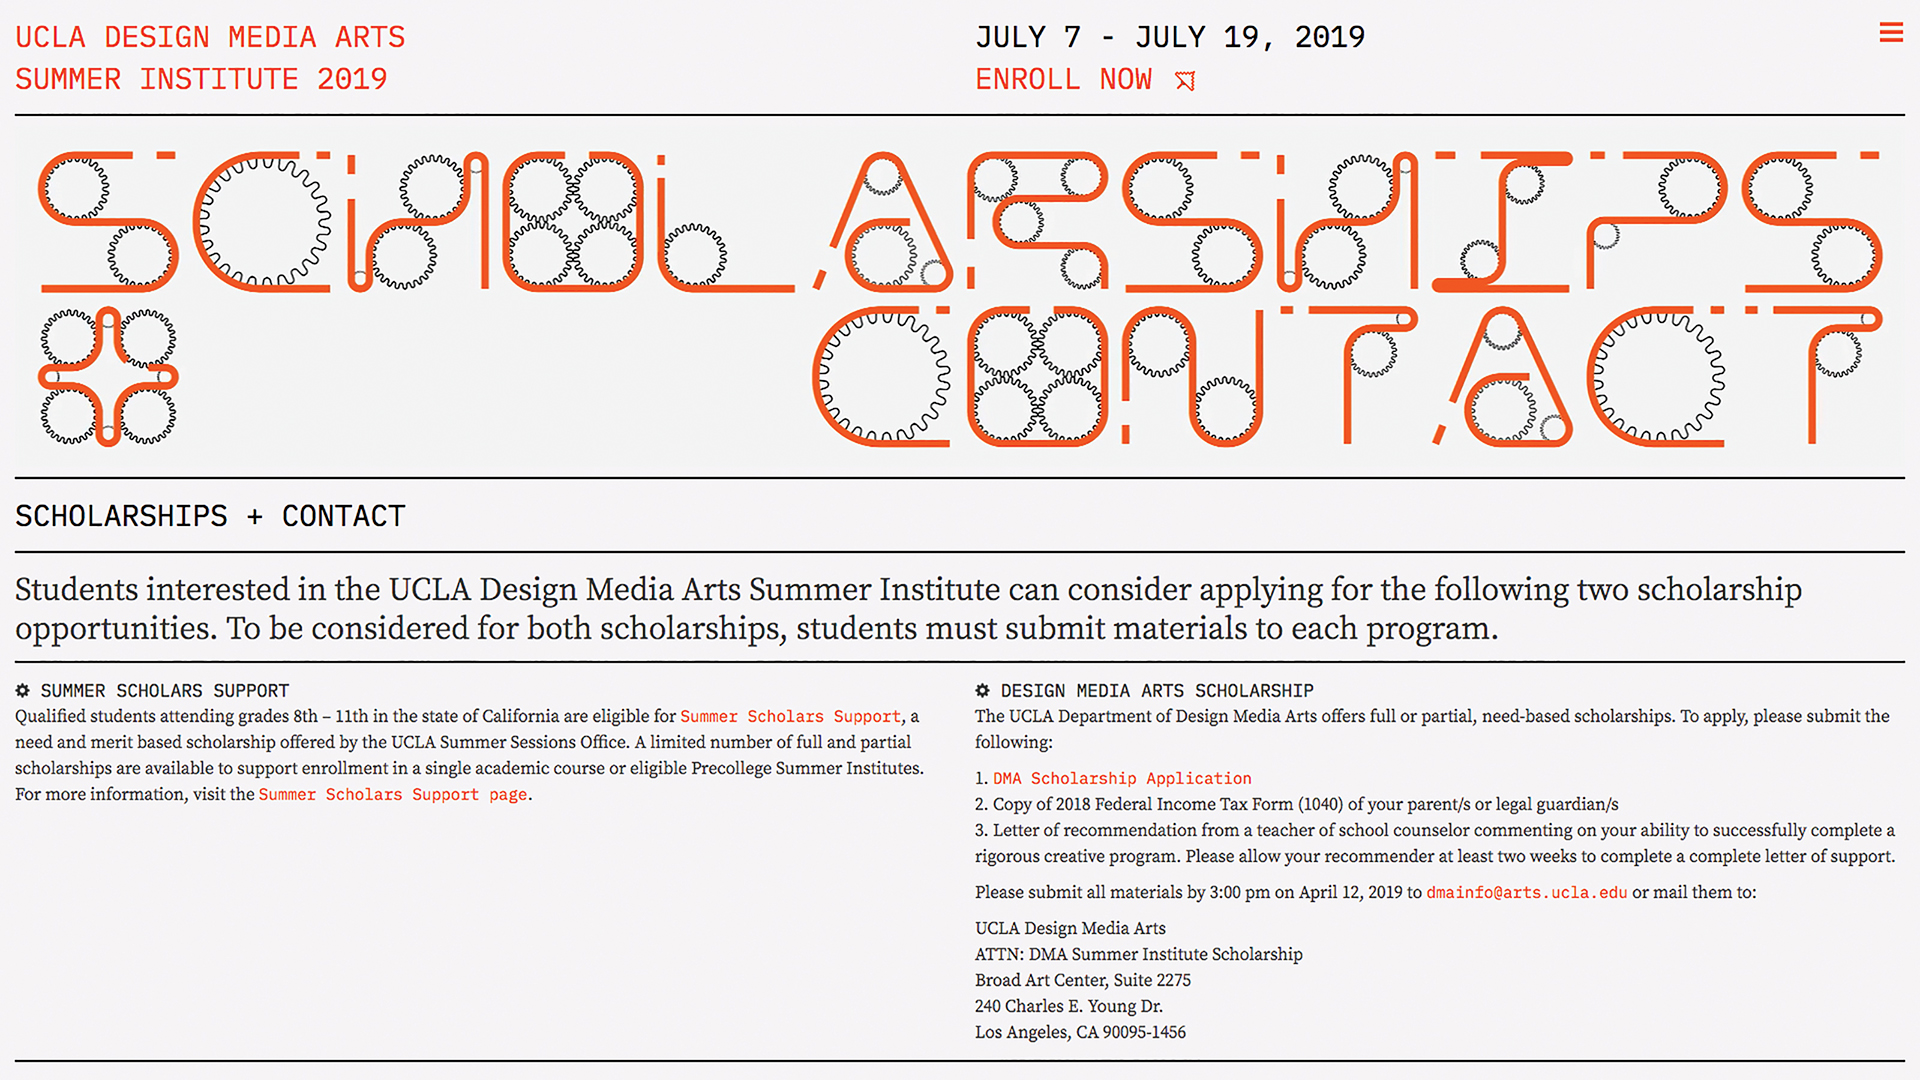 UCLA DESIGN MEDIA ARTS
SUMMER INSTITUTE 2019
JULY 7 - JULY 19, 2019
ENROLL NOW
SCHOLARSHIPS
+ CONTACT
SCHOLARSHIPS + CONTACT
Students interested in the UCLA Design Media Arts Summer Institute can consider applying for the following two scholarship
opportunities. To be considered for both scholarships, students must submit materials to each program.
SUMMER SCHOLARS SUPPORT
Qualified students attending grades 8th – 11th in the state of California are eligible for Summer Scholars Support, a
need and merit based scholarship offered by the UCLA Summer Sessions Office. A limited number of full and partial
scholarships are available to support enrollment in a single academic course or eligible Precollege Summer Institutes.
For more information, visit the Summer Scholars Support page.
DESIGN MEDIA ARTS SCHOLARSHIP
The UCLA Department of Design Media Arts offers full or partial, need-based scholarships. To apply, please submit the
following:
1. DMA Scholarship Application
2. Copy of 2018 Federal Income Tax Form (1040) of your parent/s or legal guardian/s
3. Letter of recommendation from a teacher of school counselor commenting on your ability to successfully complete a
rigorous creative program. Please allow your recommender at least two weeks to complete a complete letter of support.
Please submit all materials by 3:00 pm on April 12, 2019 to dmainfo@arts.ucla.edu or mail them to:
UCLA Design Media Arts
ATTN: DMA Summer Institute Scholarship
Broad Art Center, Suite 2275
240 Charles E. Young Dr.
Los Angeles, CA 90095-1456